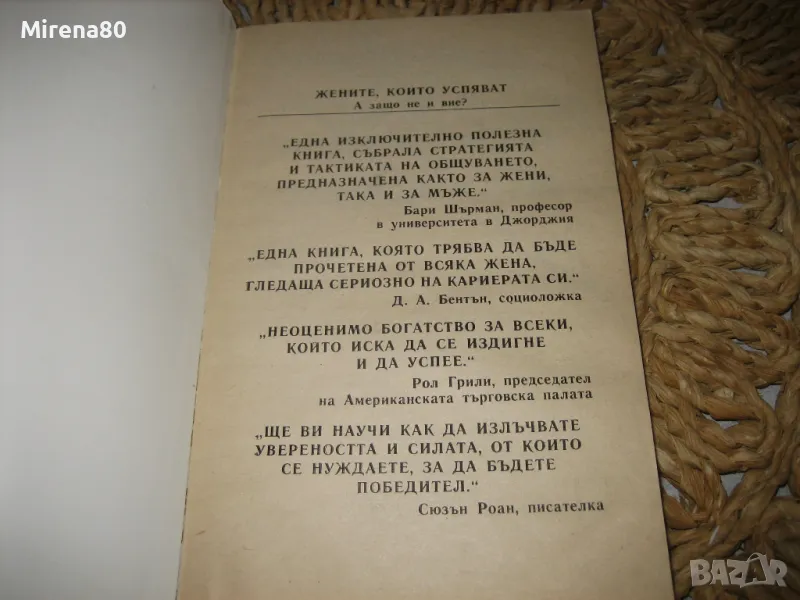 Mirena80
ЖЕНИТЕ, КОИТО УСПЯВАТ
А защо не и вие?
„ЕДНА ИЗКЛЮЧИТЕЛНО ПОЛЕЗНА
КНИГА, СЪБРАЛА СТРАТЕГИЯТА
И ТАКТИКАТА НА ОБЩУВАНЕТО,
ПРЕДНАЗНАЧЕНА КАКТО ЗА ЖЕНИ,
ТАКА И ЗА МЪЖЕ.“
Бари Шърман, професор
в университета в Джорджия
„ЕДНА КНИГА, КОЯТО ТРЯБВА ДА БЪДЕ
ПРОЧЕТЕНА ОТ ВСЯКА ЖЕНА,
ГЛЕДАЩА СЕРИОЗНО НА КАРИЕРАТА СИ.“
Д. А. Бентън, социоложка
„НЕОЦЕНИМО БОГАТСТВО ЗА ВСЕКИ,
КОЙТО ИСКА ДА СЕ ИЗДИГНЕ
И ДА УСПЕЕ.“
Рол Грили, председател
на Американската търговска палата
„ЩЕ ВИ НАУЧИ КАК ДА ИЗЛЪЧВАТЕ
УВЕРЕНОСТТА И СИЛАТА, ОТ КОИТО
СЕ НУЖДАЕТЕ, ЗА ДА БЪДЕТЕ
ПОБЕДИТЕЛ.“
Сюзън Роан, писателка
BAZAR